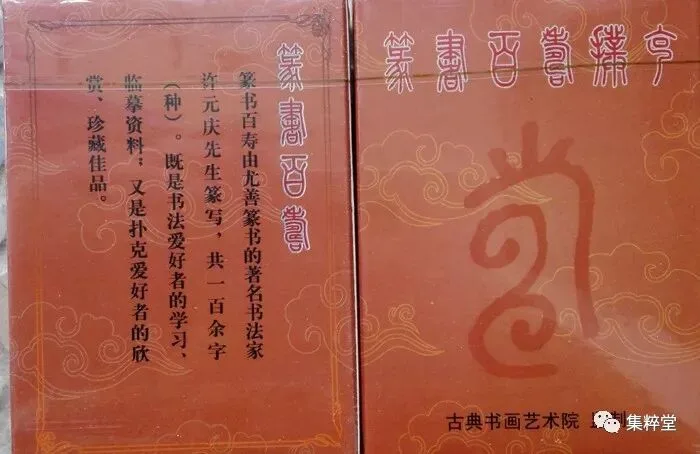 篆書百壽
篆书百寿由尤善篆书的著名书法家
许元庆先生篆写，共一百余字
（种）。既是书法爱好者的学习、
临摹资料；又是扑克爱好者的欣
赏、珍藏佳品。
篆書百壽撲克
古典书画艺术院
集粹堂